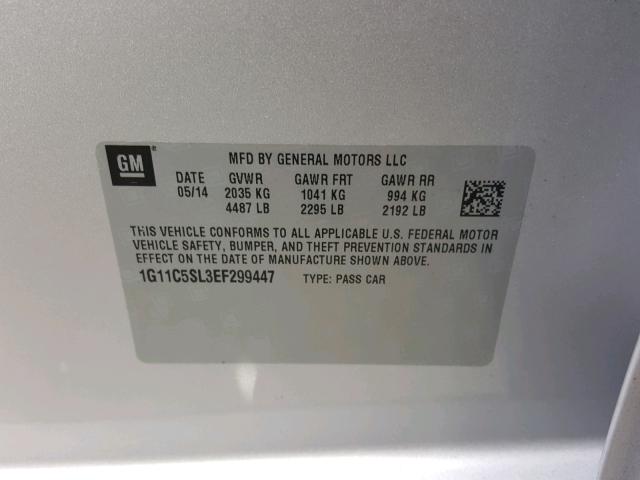 GM
MFD BY GENERAL MOTORS LLC
DATE GVWR GAWR FRT GAWR RR
05/14 2035 KG 1041 KG 994 KG
4487 LB 2295 LB 2192 LB
THIS VEHICLE CONFORMS TO ALL APPLICABLE U.S. FEDERAL MOTOR
VEHICLE SAFETY, BUMPER, AND THEFT PREVENTION STANDARDS IN
EFFECT ON THE DATE OF MANUFACTURE SHOWN ABOVE.
1G11C5SL3EF299447 TYPE: PASS CAR